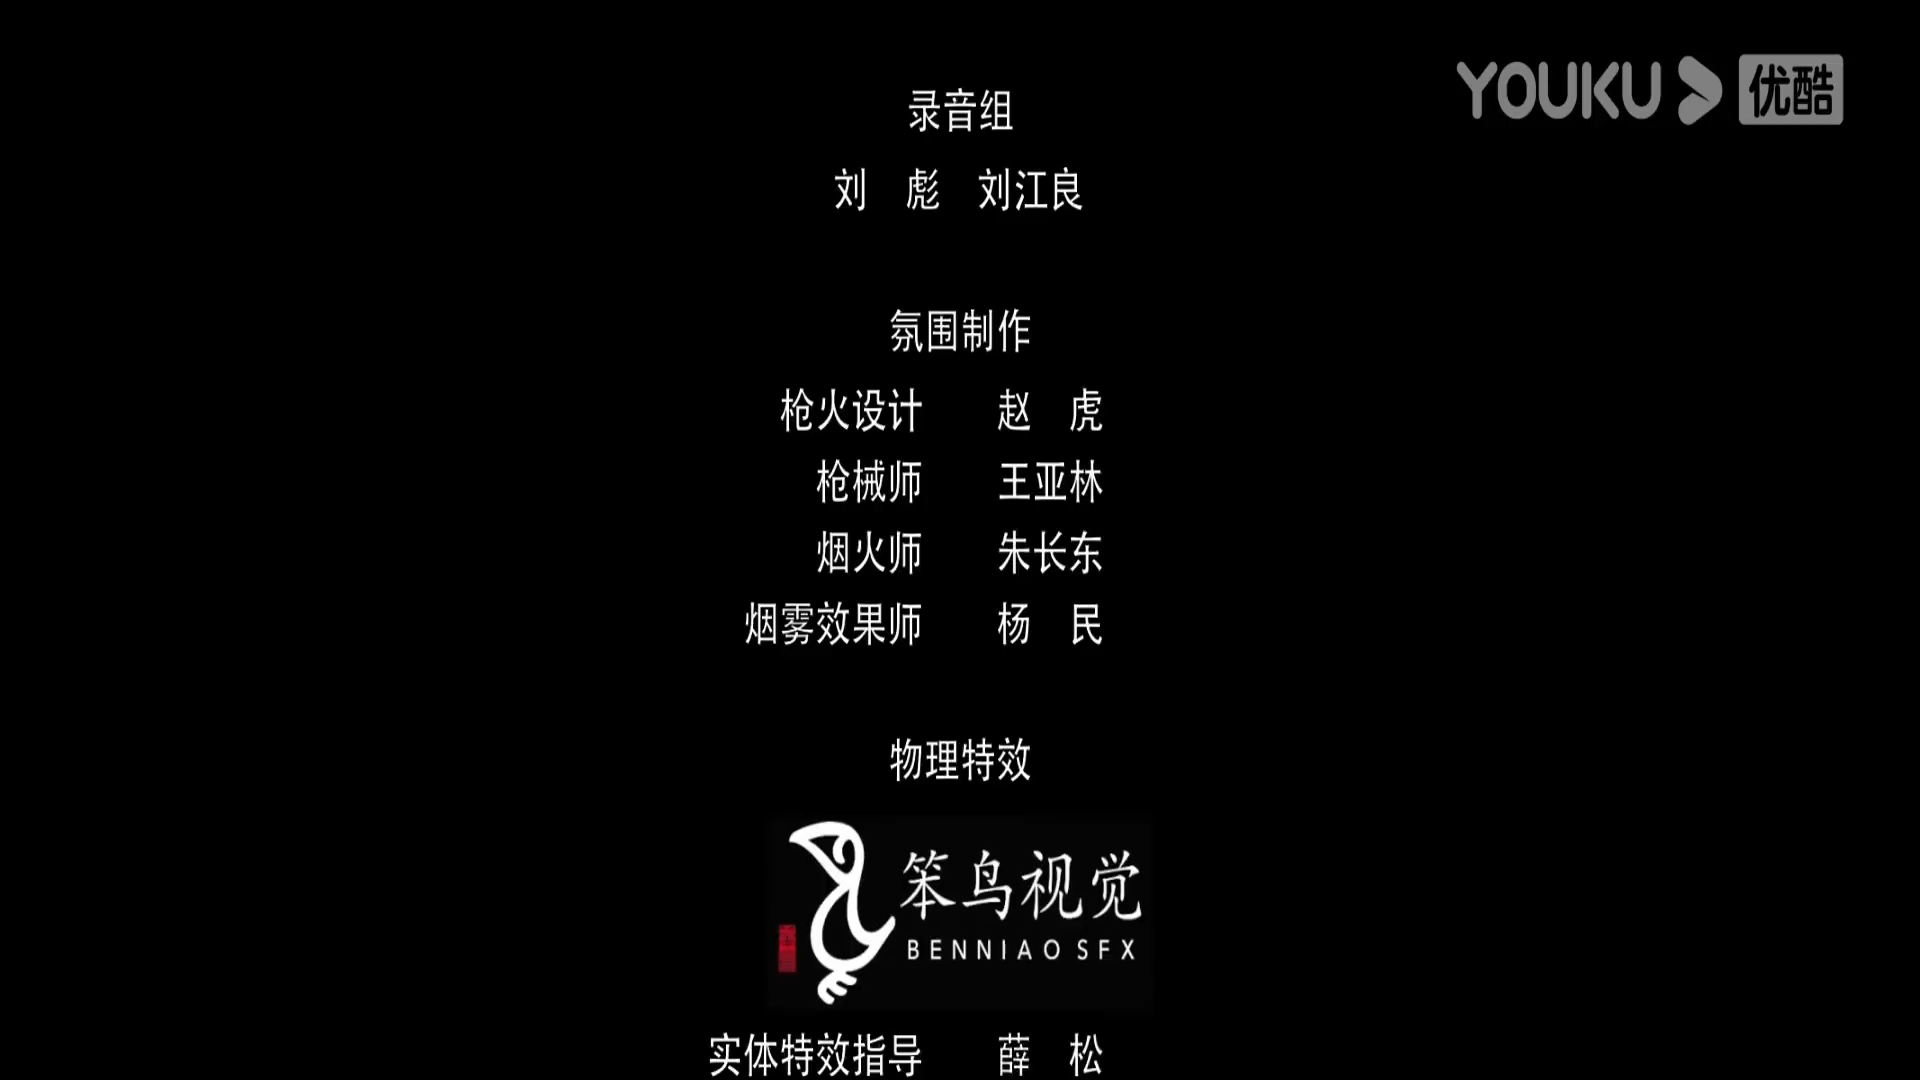 YOUKU 优酷
录音组
刘 彪 刘江良
氛围制作
枪火设计 赵 虎
枪械师 王亚林
烟火师 朱长东
烟雾效果师 杨 民
物理特效
笨鸟视觉
BENNIAO SFX
实体特效指导 薛 松